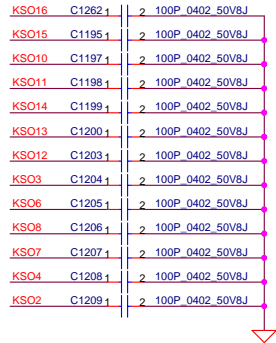 KSO16 C1262 1 2 100P_0402_50V8J
KSO15 C1195 1 2 100P_0402_50V8J
KSO10 C1197 1 2 100P_0402_50V8J
KSO11 C1198 1 2 100P_0402_50V8J
KSO14 C1199 1 2 100P_0402_50V8J
KSO13 C1200 1 2 100P_0402_50V8J
KSO12 C1203 1 2 100P_0402_50V8J
KSO3 C1204 1 2 100P_0402_50V8J
KSO6 C1205 1 2 100P_0402_50V8J
KSO8 C1206 1 2 100P_0402_50V8J
KSO7 C1207 1 2 100P_0402_50V8J
KSO4 C1208 1 2 100P_0402_50V8J
KSO2 C1209 1 2 100P_0402_50V8J